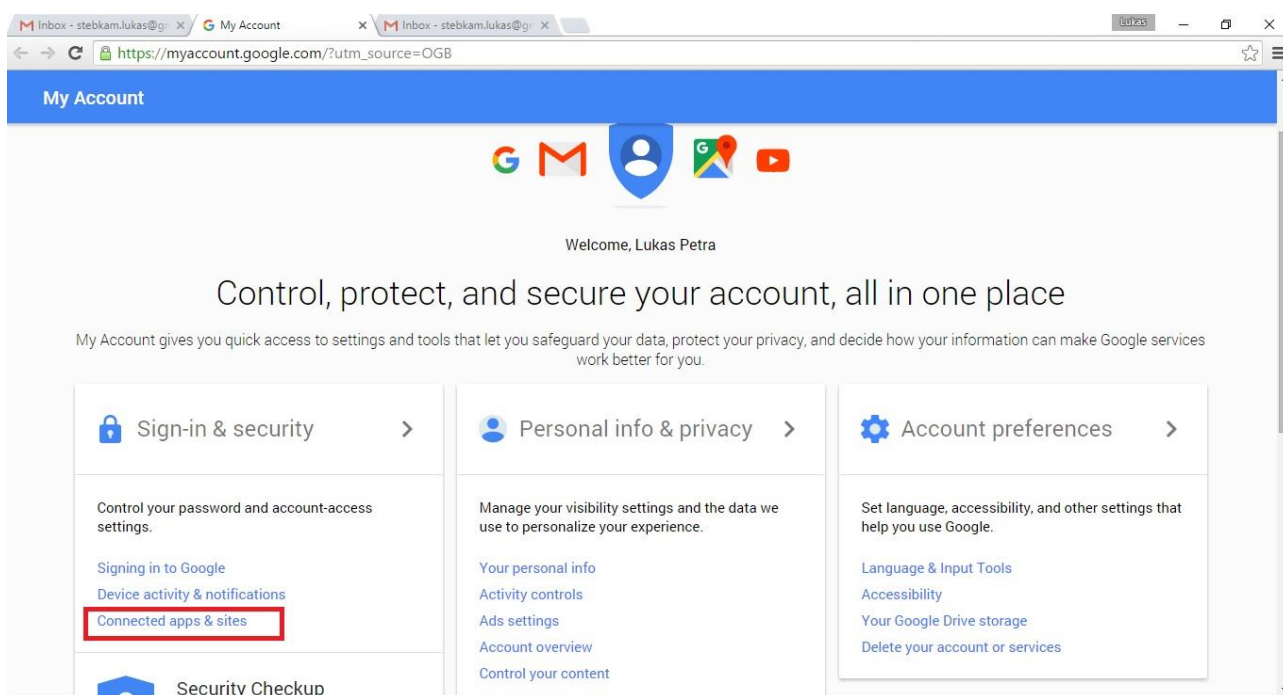 Inbox - stebkam.lukas@g
G My Account
Inbox - stebkam.lukas@g
Lukas
https://myaccount.google.com/?utm_source=OGB
My Account
G
G
Welcome, Lukas Petra
Control, protect, and secure your account, all in one place
My Account gives you quick access to settings and tools that let you safeguard your data, protect your privacy, and decide how your information can make Google services
work better for you.
Sign-in & security
Control your password and account-access
settings.
Signing in to Google
Device activity & notifications
Connected apps & sites
Security Checkup
Personal info & privacy
Manage your visibility settings and the data we
use to personalize your experience.
Your personal info
Activity controls
Ads settings
Account overview
Control your content
Account preferences
Set language, accessibility, and other settings that
help you use Google.
Language & Input Tools
Accessibility
Your Google Drive storage
Delete your account or services